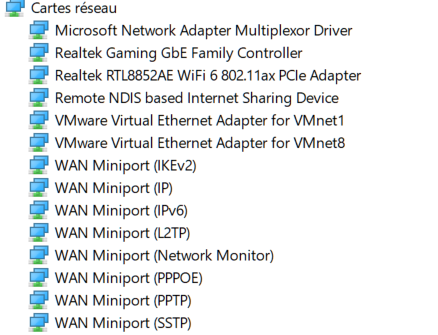 Cartes réseau
Microsoft Network Adapter Multiplexor Driver
Realtek Gaming GbE Family Controller
Realtek RTL8852AE WiFi 6 802.11ax PCIe Adapter
Remote NDIS based Internet Sharing Device
VMware Virtual Ethernet Adapter for VMnet1
VMware Virtual Ethernet Adapter for VMnet8
WAN Miniport (IKEv2)
WAN Miniport (IP)
WAN Miniport (IPv6)
WAN Miniport (L2TP)
WAN Miniport (Network Monitor)
WAN Miniport (PPPOE)
WAN Miniport (PPTP)
WAN Miniport (SSTP)